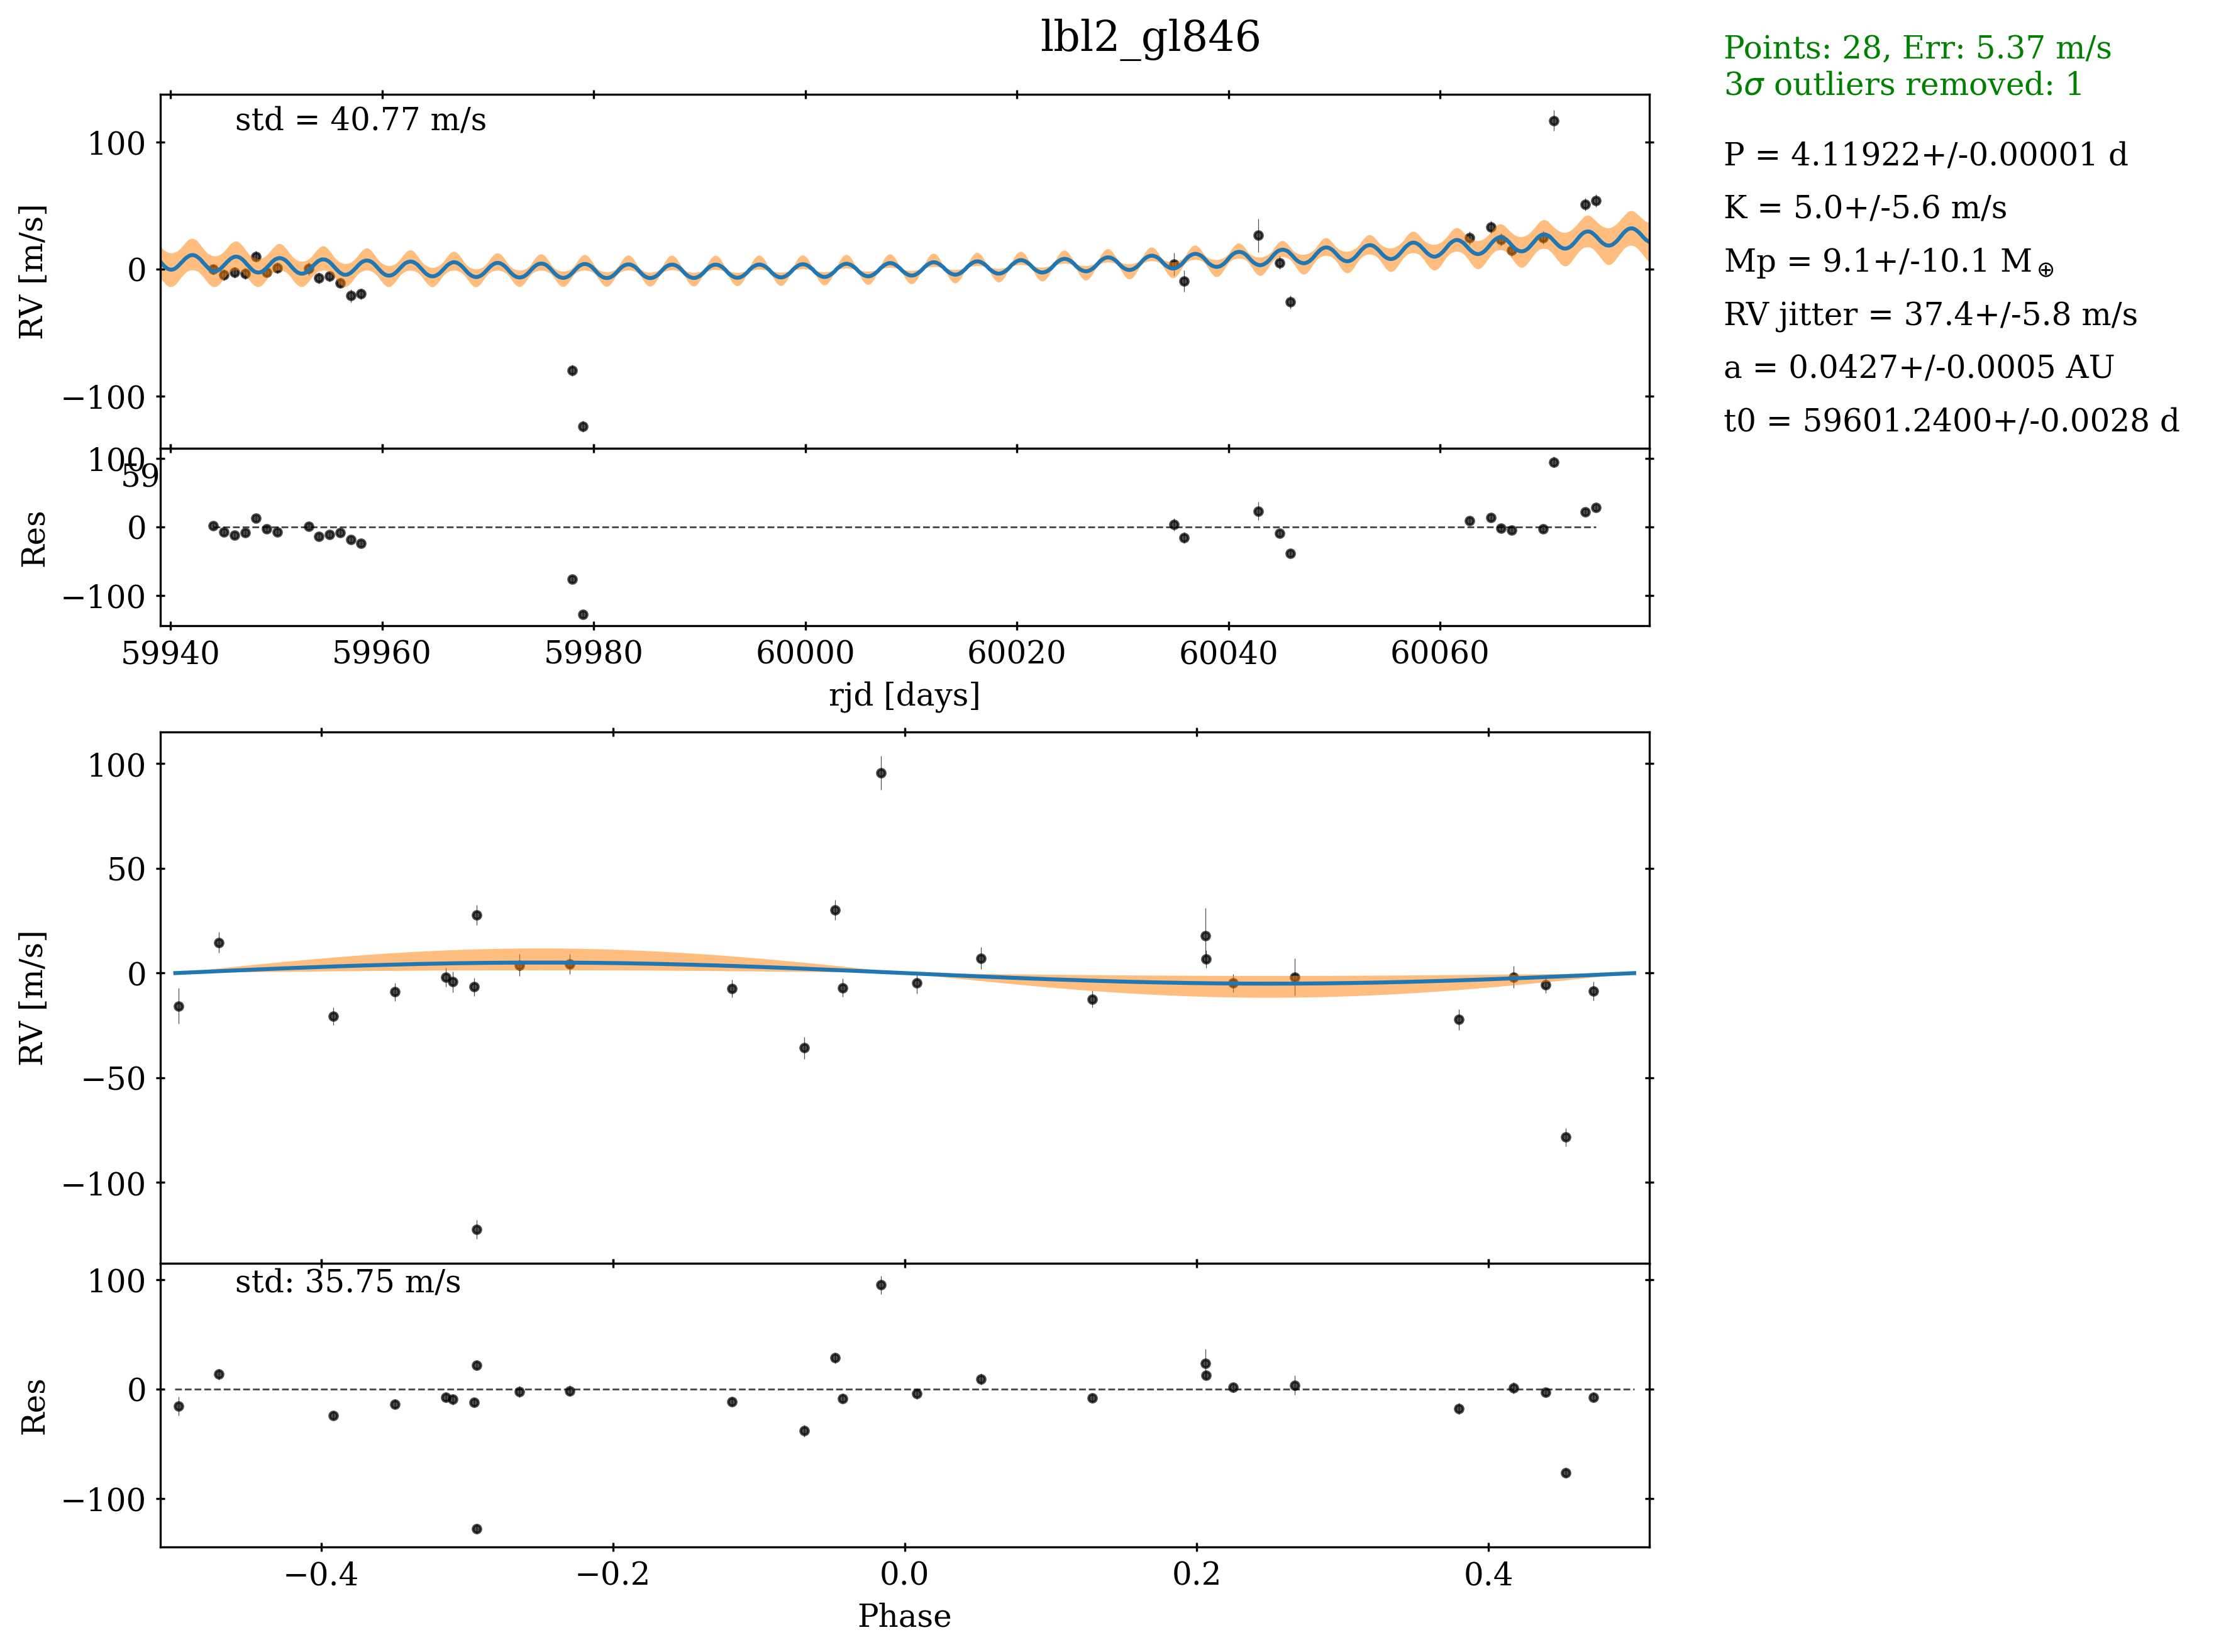 lbl2_gl846
Points: 28, Err: 5.37 m/s
3σ outliers removed: 1
P = 4.11922+/-0.00001 d
K = 5.0+/-5.6 m/s
Mp = 9.1+/-10.1 M⊕
RV jitter = 37.4+/-5.8 m/s
a = 0.0427+/-0.0005 AU
t0 = 59601.2400+/-0.0028 d
std = 40.77 m/s
100
0
−100
RV [m/s]
59
100
0
−100
Res
59940 59960 59980 60000 60020 60040 60060
rjd [days]
100
50
0
−50
−100
RV [m/s]
std: 35.75 m/s
100
0
−100
Res
−0.4 −0.2 0.0 0.2 0.4
Phase